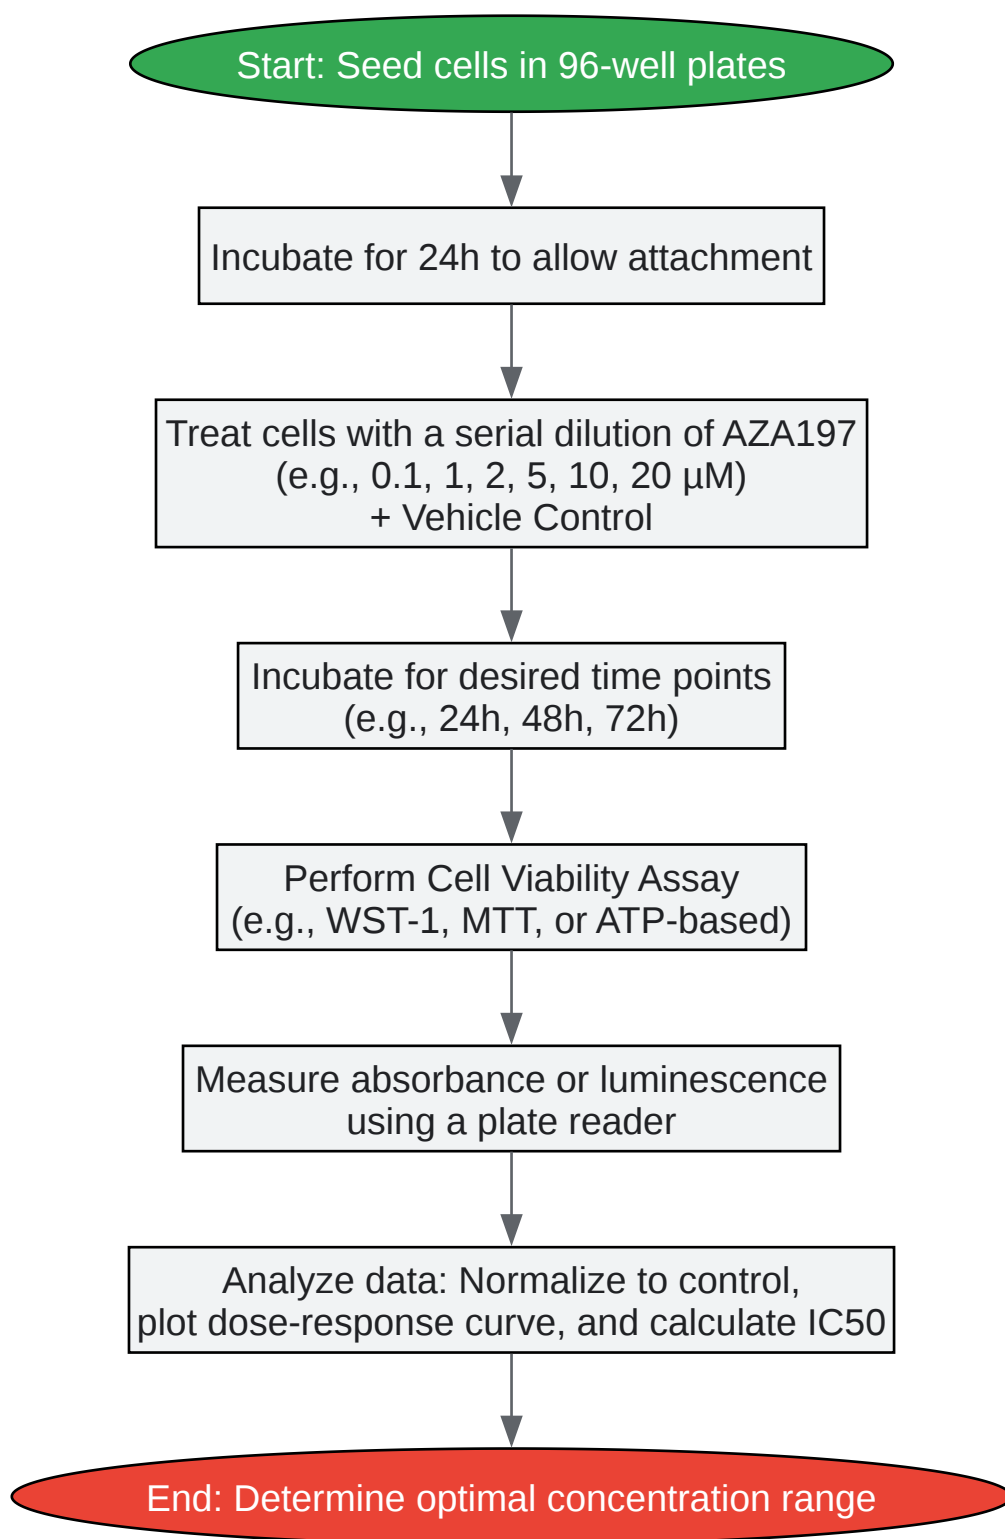 Start: Seed cells in 96-well plates
Incubate for 24h to allow attachment
Treat cells with a serial dilution of AZA197
(e.g., 0.1, 1, 2, 5, 10, 20 µM)
+ Vehicle Control
Incubate for desired time points
(e.g., 24h, 48h, 72h)
Perform Cell Viability Assay
(e.g., WST-1, MTT, or ATP-based)
Measure absorbance or luminescence
using a plate reader
Analyze data: Normalize to control,
plot dose-response curve, and calculate IC50
End: Determine optimal concentration range